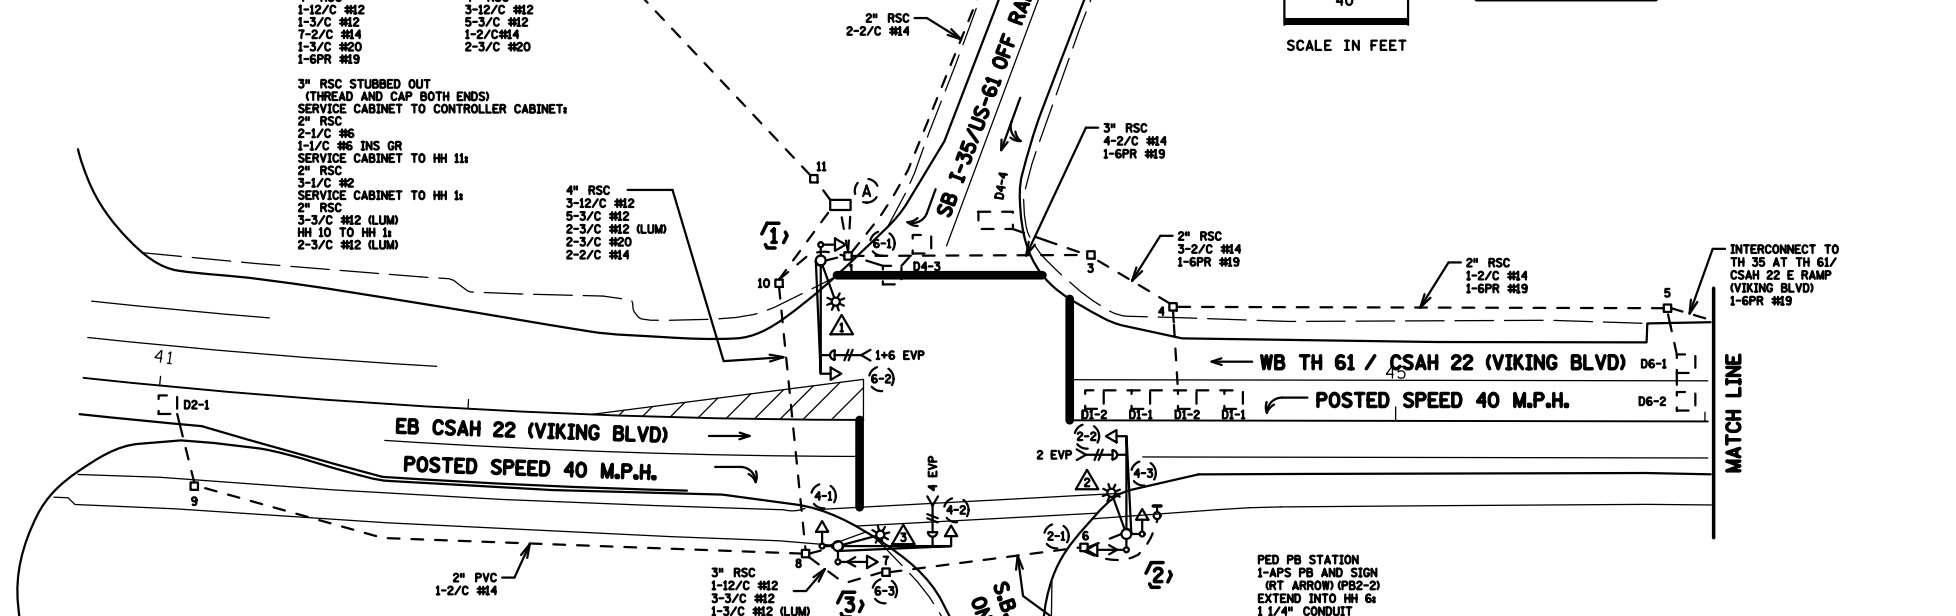 1-12/C #12
1-3/C #12
7-2/C #14
1-3/C #20
1-6PR #19
3-12/C #12
5-3/C #12
1-2/C#14
2-3/C #20
3" RSC STUBBED OUT
(THREAD AND CAP BOTH ENDS)
SERVICE CABINET TO CONTROLLER CABINET:
2" RSC
2-1/C #6
1-1/C #6 INS GR
SERVICE CABINET TO HH 11:
2" RSC
3-1/C #2
SERVICE CABINET TO HH 1:
2" RSC
3-3/C #12 (LUM)
HH 10 TO HH 1:
2-3/C #12 (LUM)
2" RSC
2-2/C #14
SB I-35/US-61 OFF RA
40
SCALE IN FEET
3" RSC
4-2/C #14
1-6PR #19
11
A
4" RSC
3-12/C #12
5-3/C #12
2-3/C #12 (LUM)
2-3/C #20
2-2/C #14
1
6-1
D4-3
D4-4
10
1
3
2" RSC
3-2/C #14
1-6PR #19
2" RSC
1-2/C #14
1-6PR #19
INTERCONNECT TO
TH 35 AT TH 61/
CSAH 22 E RAMP
(VIKING BLVD)
1-6PR #19
4
5
1
1+6 EVP
6-2
41
D2-1
WB TH 61 / CSAH 22 (VIKING BLVD)
45
POSTED SPEED 40 M.P.H.
D6-1
D6-2
D1-2
D1-1
D1-2
D1-1
MATCH LINE
EB CSAH 22 (VIKING BLVD)
POSTED SPEED 40 M.P.H.
2-2
2 EVP
4-3
2
4 EVP
4-1
4-2
9
3
2-1
6
8
7
6-3
2" PVC
1-2/C #14
3" RSC
1-12/C #12
3-3/C #12
1-3/C #12 (LUM)
3
2
S.B.
ON
PED PB STATION
1-APS PB AND SIGN
(RT ARROW)(PB2-2)
EXTEND INTO HH 6:
1 1/4" CONDUIT